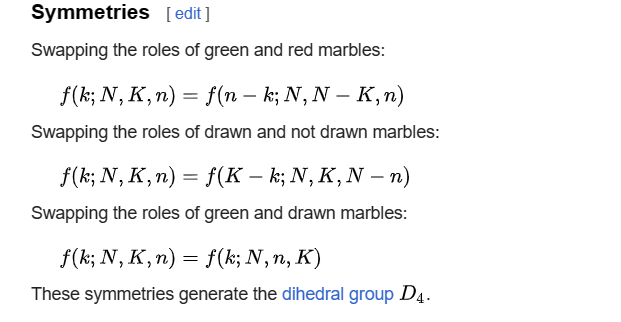 Symmetries [ edit ]
Swapping the roles of green and red marbles:
f(k; N, K, n) = f(n − k; N, N − K, n)
Swapping the roles of drawn and not drawn marbles:
f(k; N, K, n) = f(K − k; N, K, N − n)
Swapping the roles of green and drawn marbles:
f(k; N, K, n) = f(k; N, n, K)
These symmetries generate the dihedral group D₄.